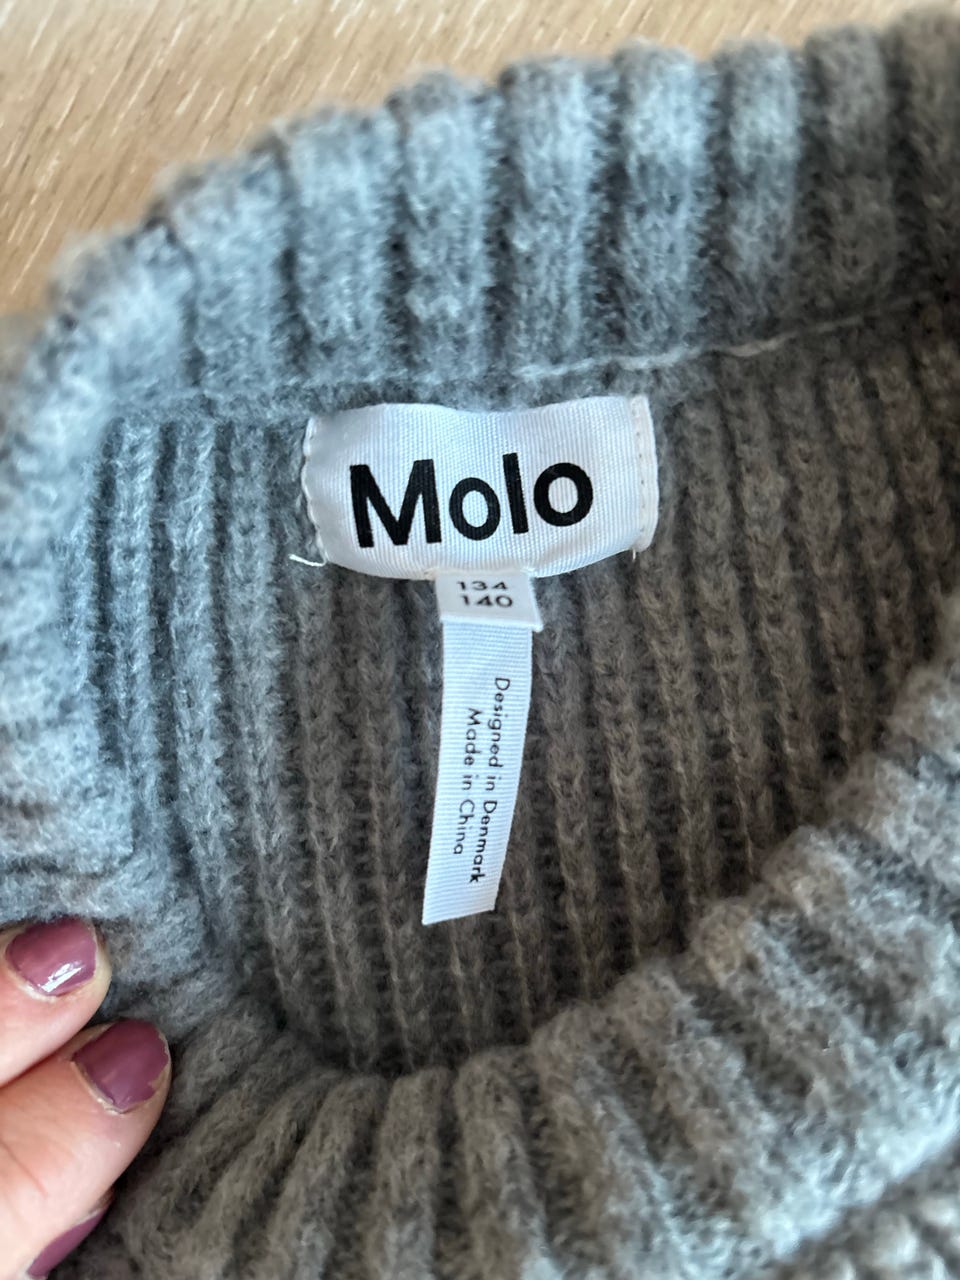 Molo
134
140
Designed in Denmark
Made in China